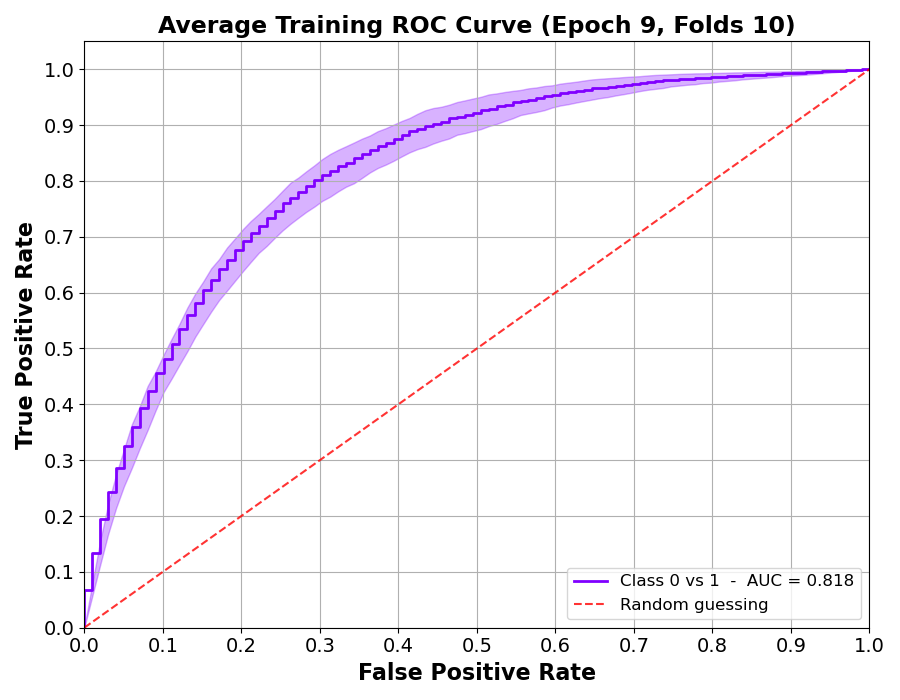 Average Training ROC Curve (Epoch 9, Folds 10)
True Positive Rate
1.0
0.9
0.8
0.7
0.6
0.5
0.4
0.3
0.2
0.1
0.0
Class 0 vs 1 - AUC = 0.818
Random guessing
0.0 0.1 0.2 0.3 0.4 0.5 0.6 0.7 0.8 0.9 1.0
False Positive Rate